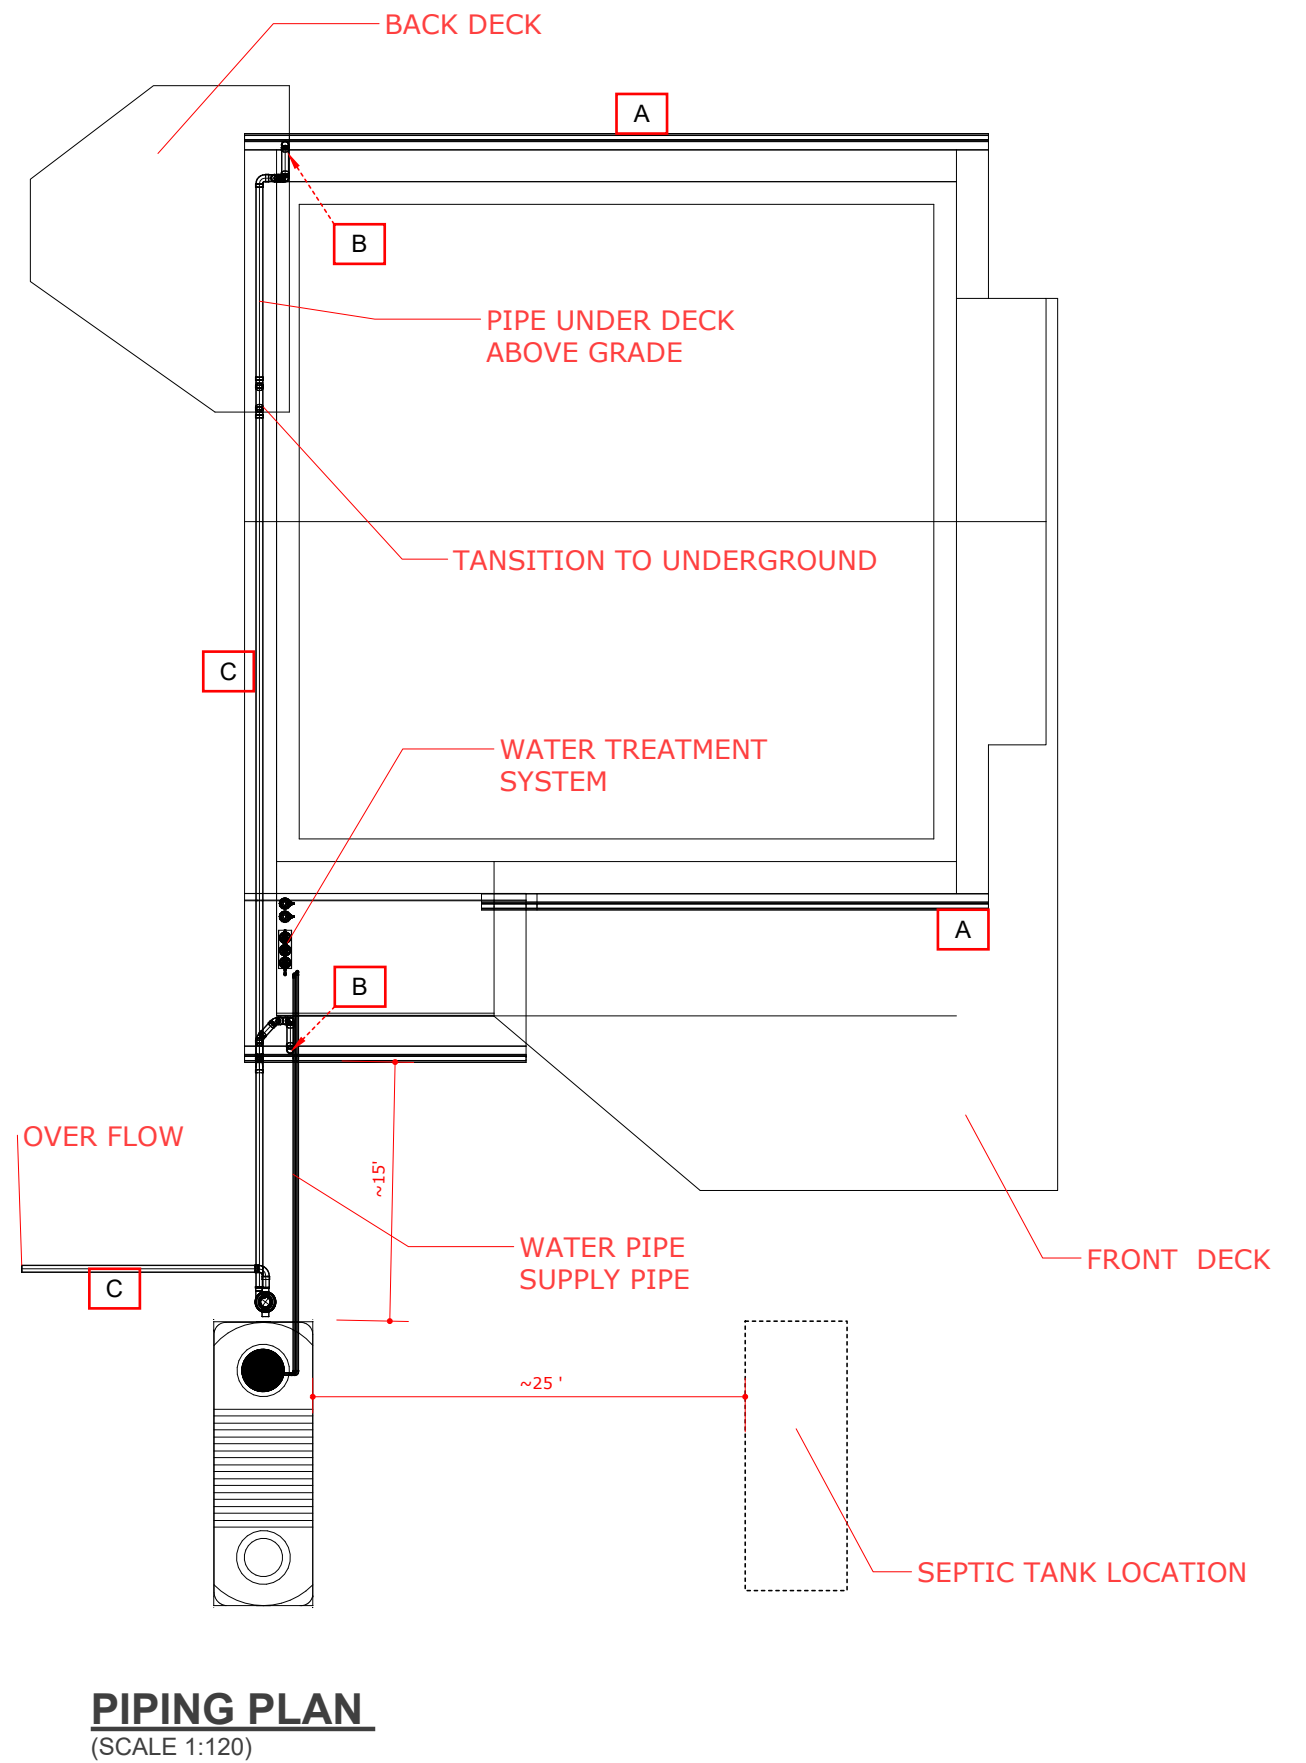 BACK DECK
A
B
PIPE UNDER DECK
ABOVE GRADE
TANSITION TO UNDERGROUND
C
WATER TREATMENT
SYSTEM
A
B
OVER FLOW
~15'
WATER PIPE
SUPPLY PIPE
FRONT DECK
C
~25 '
SEPTIC TANK LOCATION
PIPING PLAN
(SCALE 1:120)